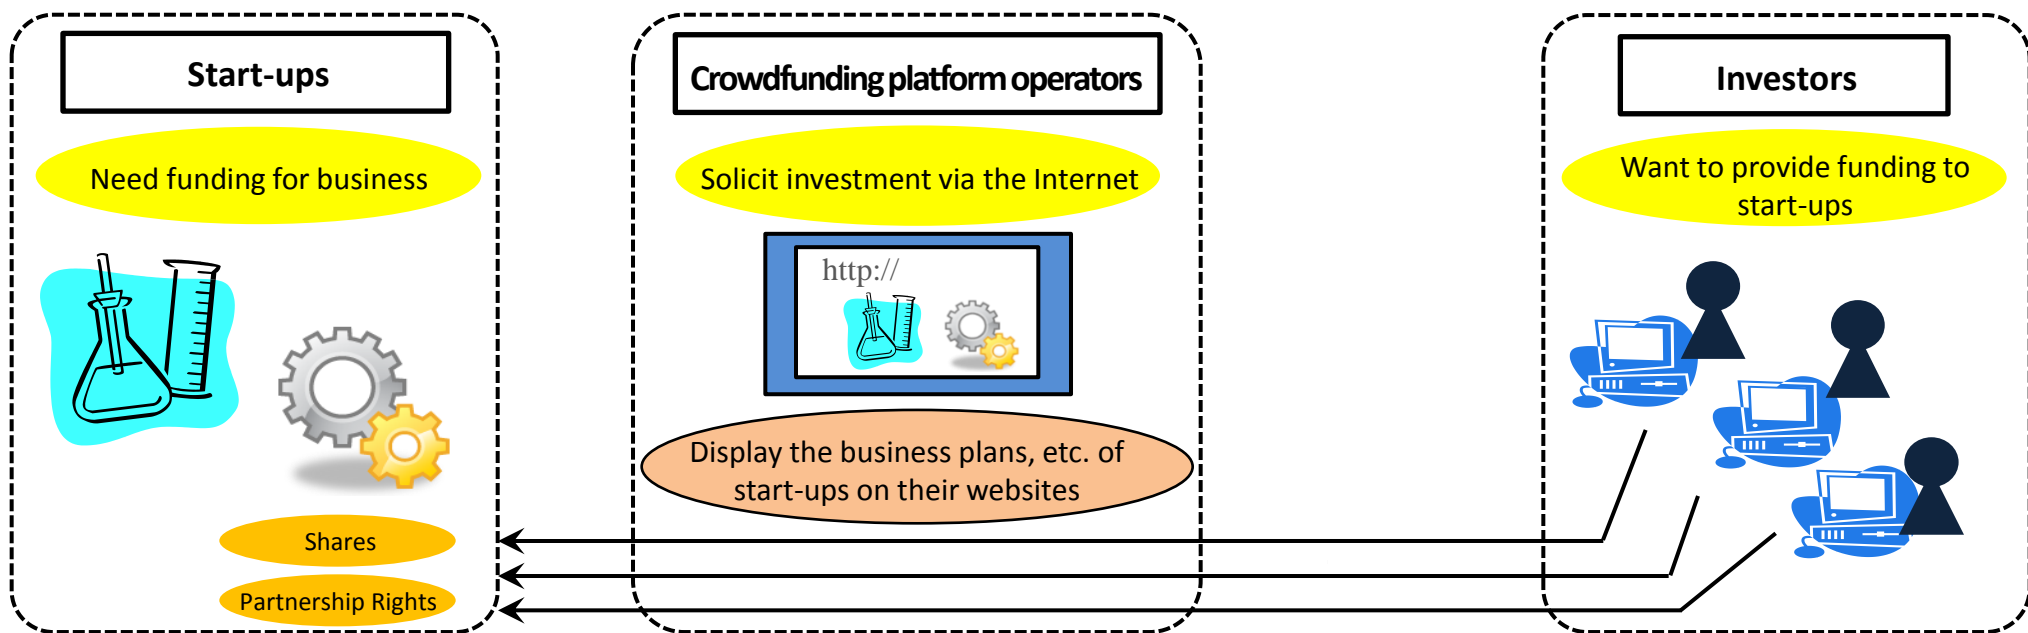 Start-ups
Need funding for business
Shares
Partnership Rights
Crowdfunding platform operators
Solicit investment via the Internet
http://
Display the business plans, etc. of
start-ups on their websites
Investors
Want to provide funding to
start-ups